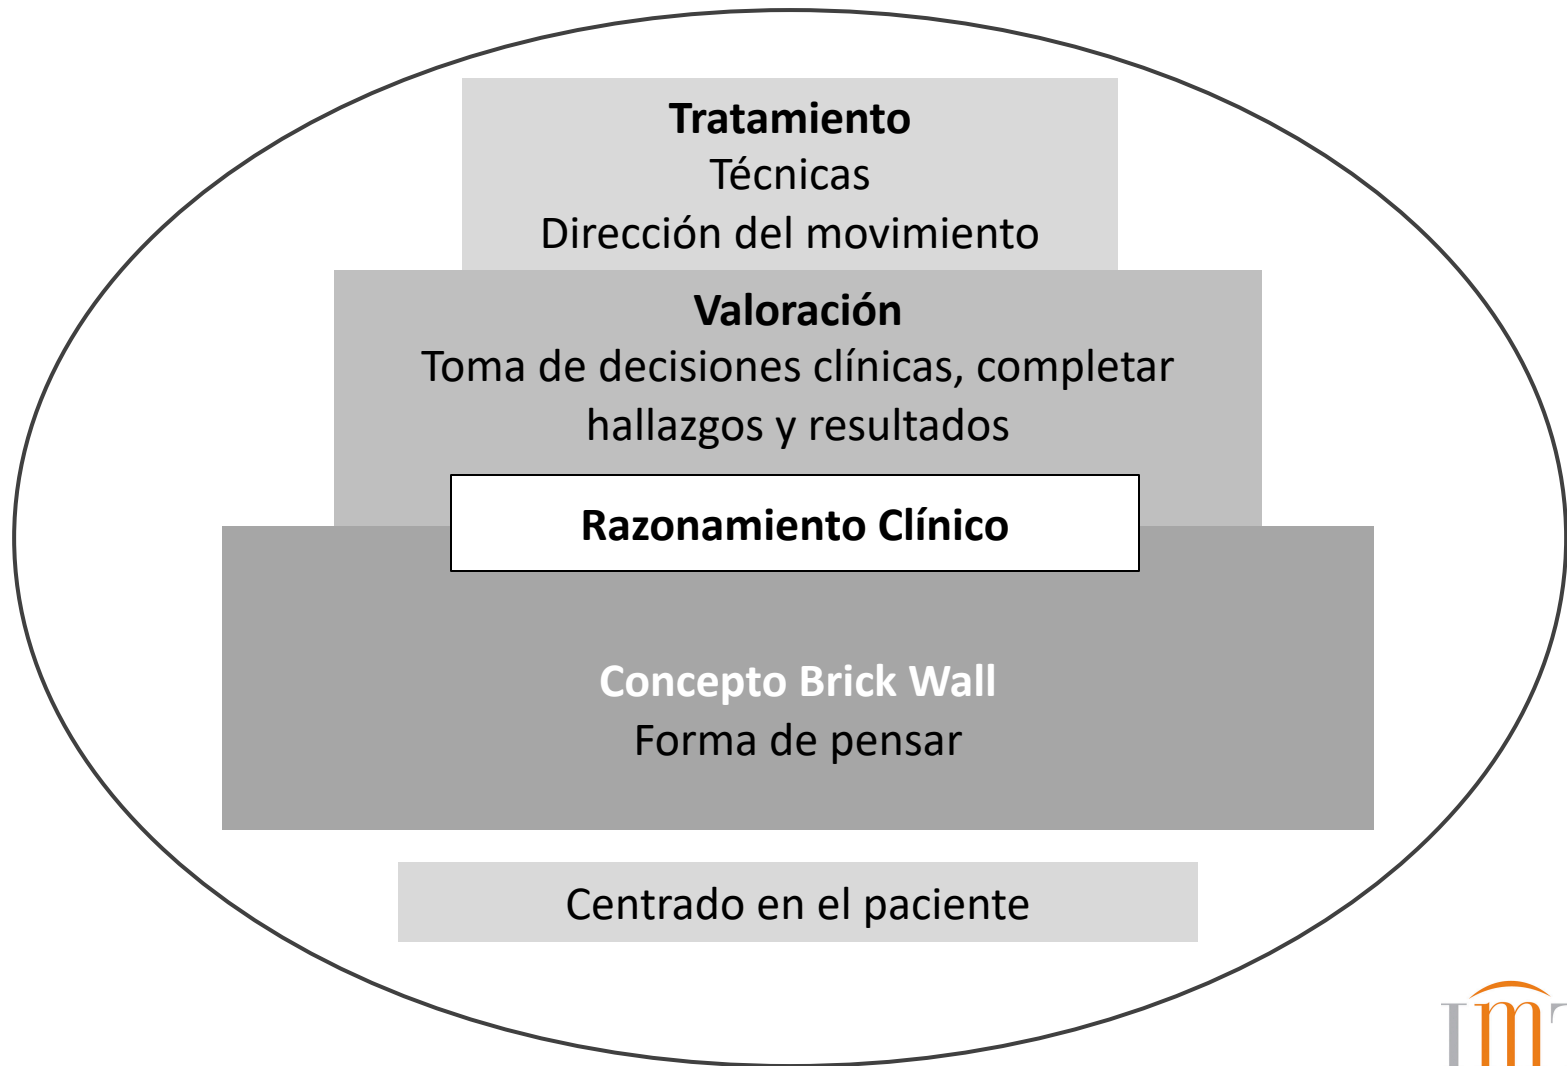 Tratamiento
Técnicas
Dirección del movimiento
Valoración
Toma de decisiones clínicas, completar
hallazgos y resultados
Razonamiento Clínico
Concepto Brick Wall
Forma de pensar
Centrado en el paciente
IMT